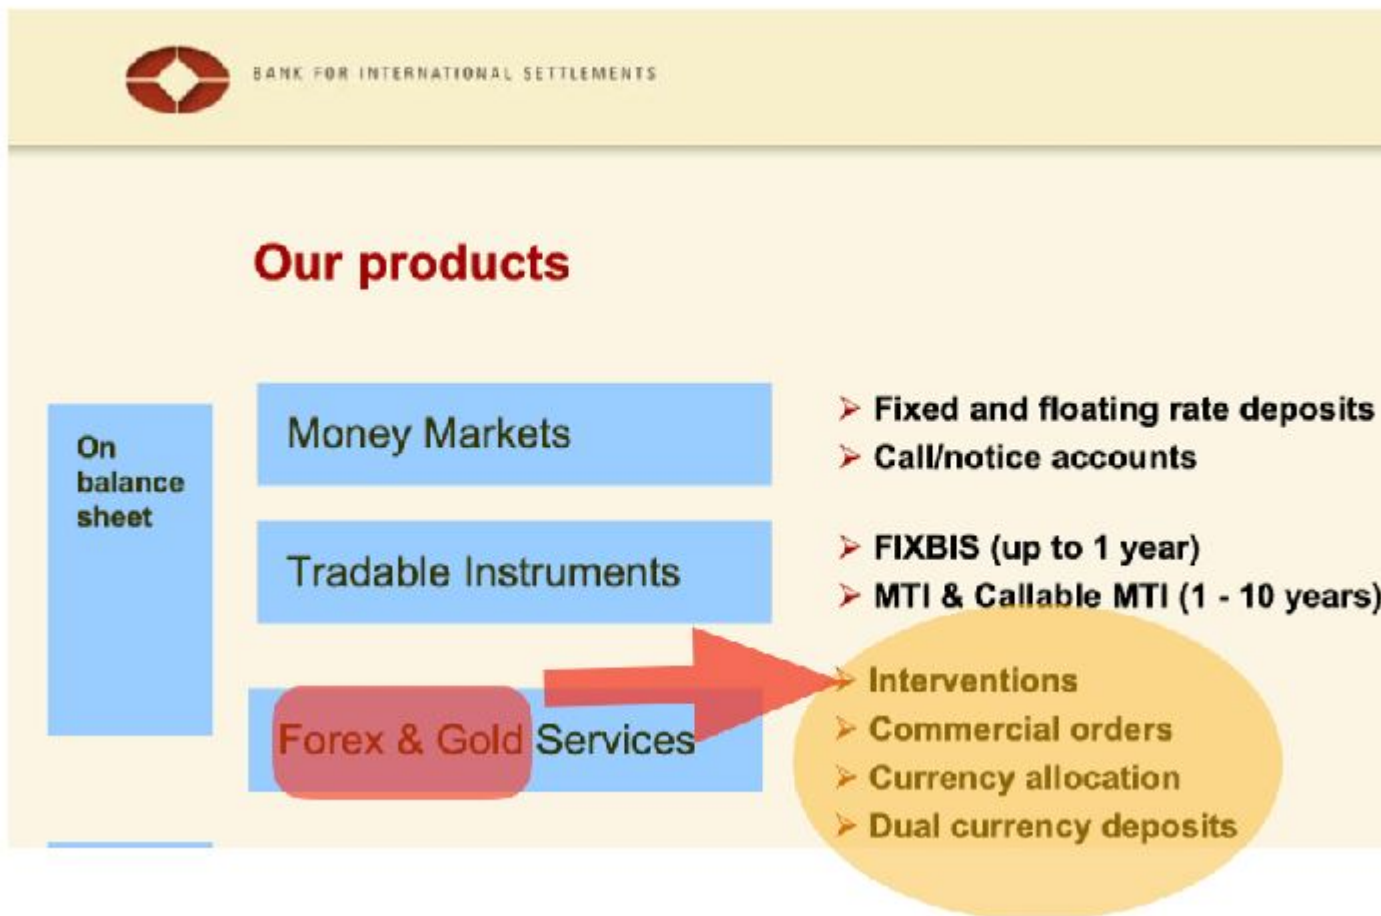 BANK FOR INTERNATIONAL SETTLEMENTS
Our products
On
balance
sheet
Money Markets
➢ Fixed and floating rate deposits
➢ Call/notice accounts
Tradable Instruments
➢ FIXBIS (up to 1 year)
➢ MTI & Callable MTI (1 - 10 years)
Forex & Gold Services
➢ Interventions
➢ Commercial orders
➢ Currency allocation
➢ Dual currency deposits